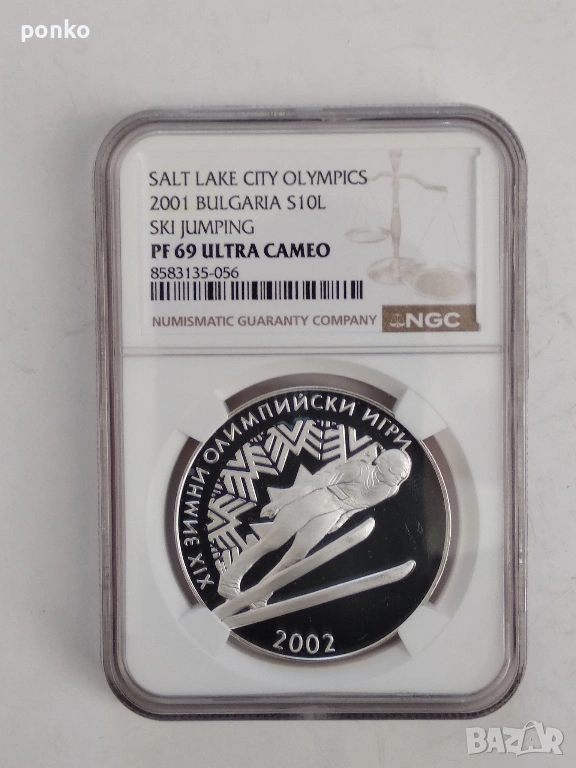 ponko
SALT LAKE CITY OLYMPICS
2001 BULGARIA S10L
SKI JUMPING
PF 69 ULTRA CAMEO
8583135-056
NUMISMATIC GUARANTY COMPANY NGC
XIX ЗИМНИ ОЛИМПИЙСКИ ИГРИ
2002
BAZAR